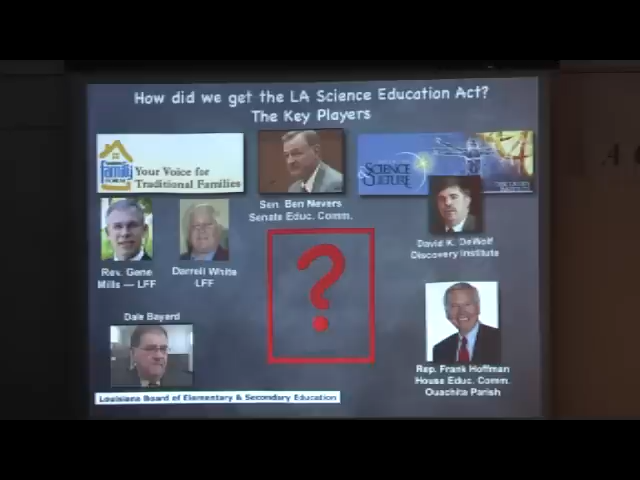 How did we get the LA Science Education Act?
The Key Players
family
FORUM
Your Voice for
Traditional Families
SCIENCE
CULTURE
Sen. Ben Nevers
Senate Educ. Comm.
David K. DeWolf
Discovery Institute
Rev. Gene
Mills — LFF
Darrell White
LFF
?
Dale Bayard
Rep. Frank Hoffman
House Educ. Comm.
Ouachita Parish
Louisiana Board of Elementary & Secondary Education